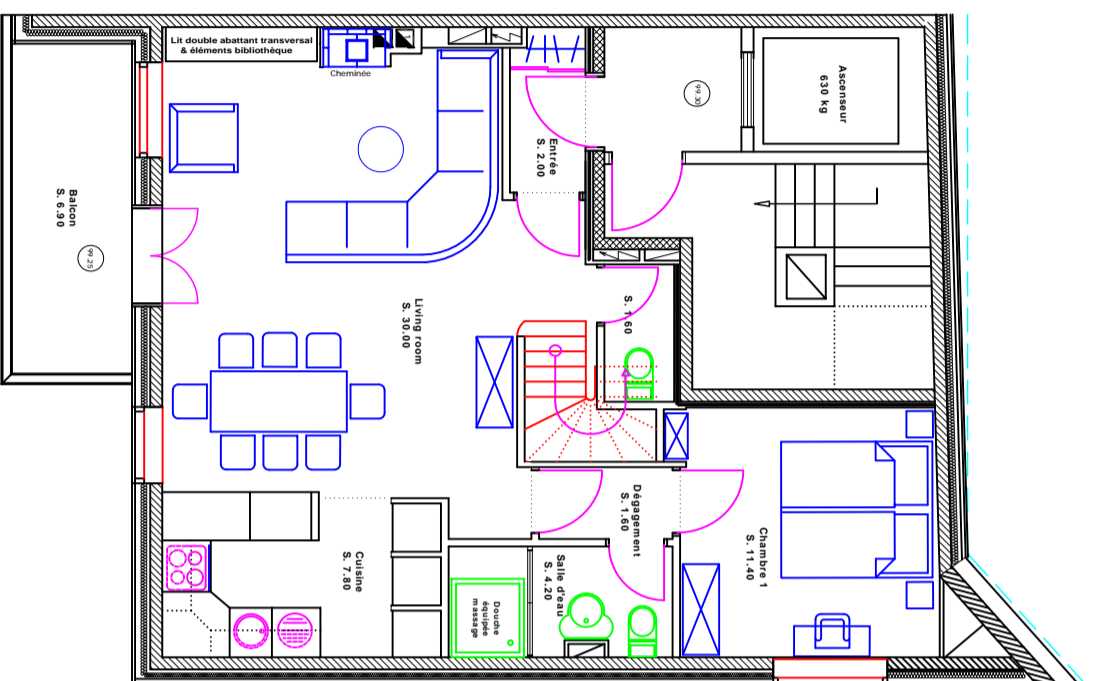 Lit double abattant transversal
& éléments bibliothèque
Cheminée
Ascenseur
630 kg
99.30
Entrée
S. 2.00
Balcon
S. 6.90
99.25
Living room
S. 30.00
S. 1.60
Dégagement
S. 1.60
Chambre 1
S. 11.40
Cuisine
S. 7.80
Salle d'eau
S. 4.20
Douche
équipée
massage